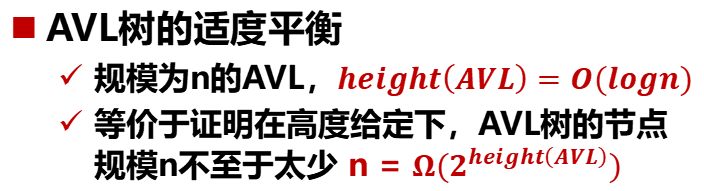 ■ AVL树的适度平衡
✓ 规模为n的AVL，height(AVL) = O(logn)
✓ 等价于证明在高度给定下，AVL树的节点
规模n不至于太少 n = Ω(2^{height(AVL)})